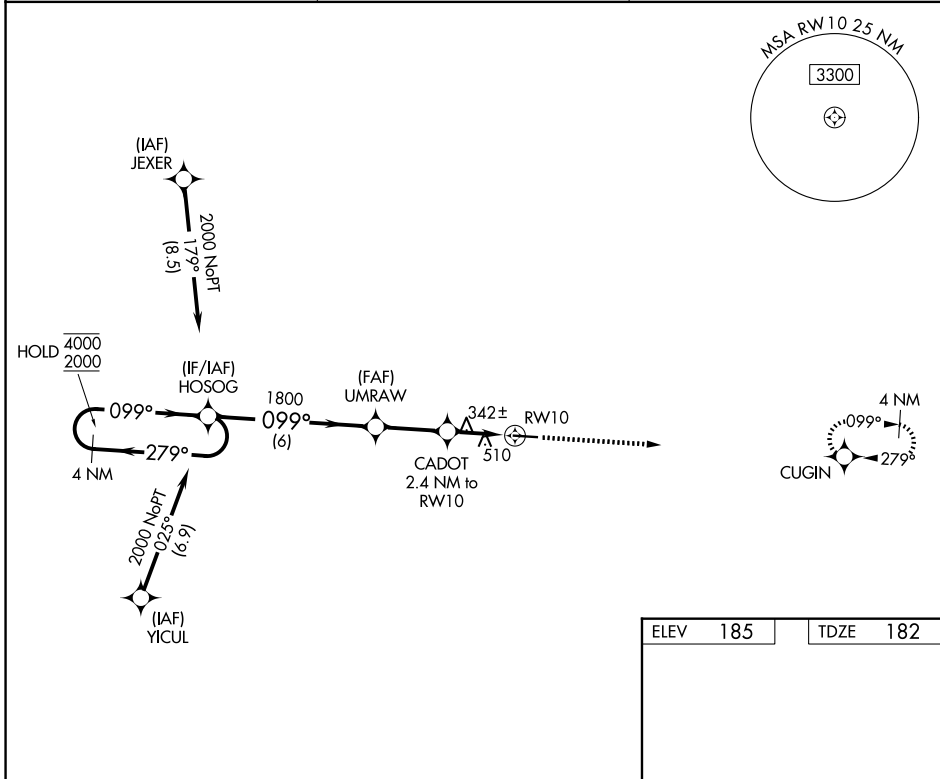 MSA RW10 25 NM
3300
(IAF)
JEXER
2000 NoPT
179°
(8.5)
HOLD 4000
2000
(IF/IAF)
HOSOG
099°
279°
4 NM
1800
099°
(6)
(FAF)
UMRAW
342±
510
RW10
CADOT
2.4 NM to
RW10
4 NM
099°
279°
CUGIN
2000 NoPT
025°
(6.9)
(IAF)
YICUL
ELEV 185
TDZE 182